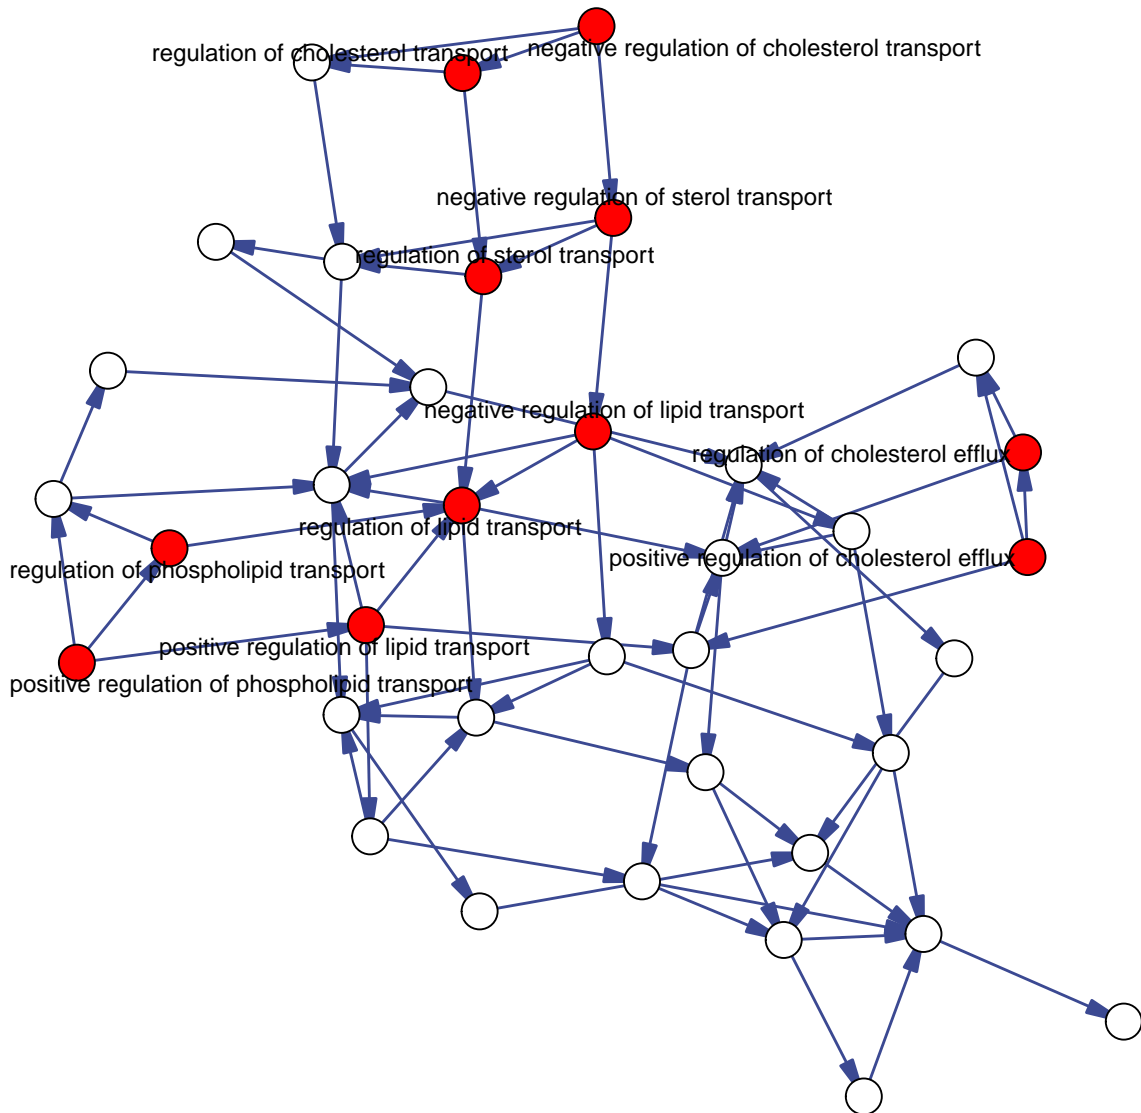 negative regulation of cholesterol transport
regulation of cholesterol transport
negative regulation of sterol transport
regulation of sterol transport
negative regulation of lipid transport
regulation of cholesterol efflux
regulation of lipid transport
positive regulation of cholesterol efflux
regulation of phospholipid transport
positive regulation of lipid transport
positive regulation of phospholipid transport